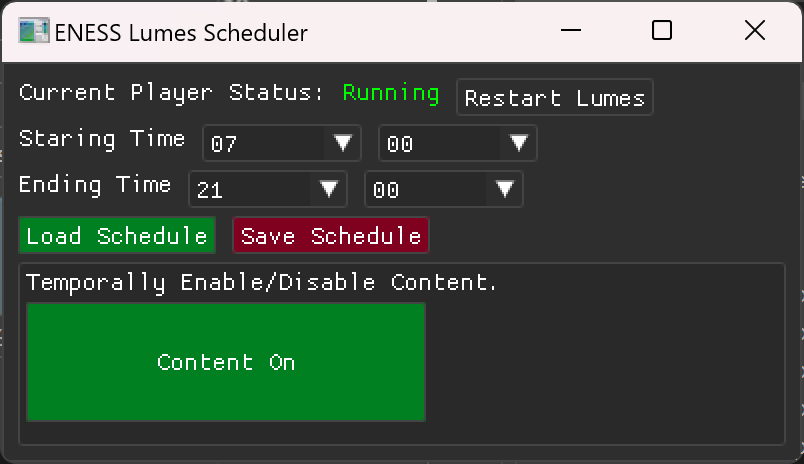 ENESS Lumes Scheduler
Current Player Status: Running Restart Lumes
Staring Time 07 00
Ending Time 21 00
Load Schedule Save Schedule
Temporally Enable/Disable Content.
Content On